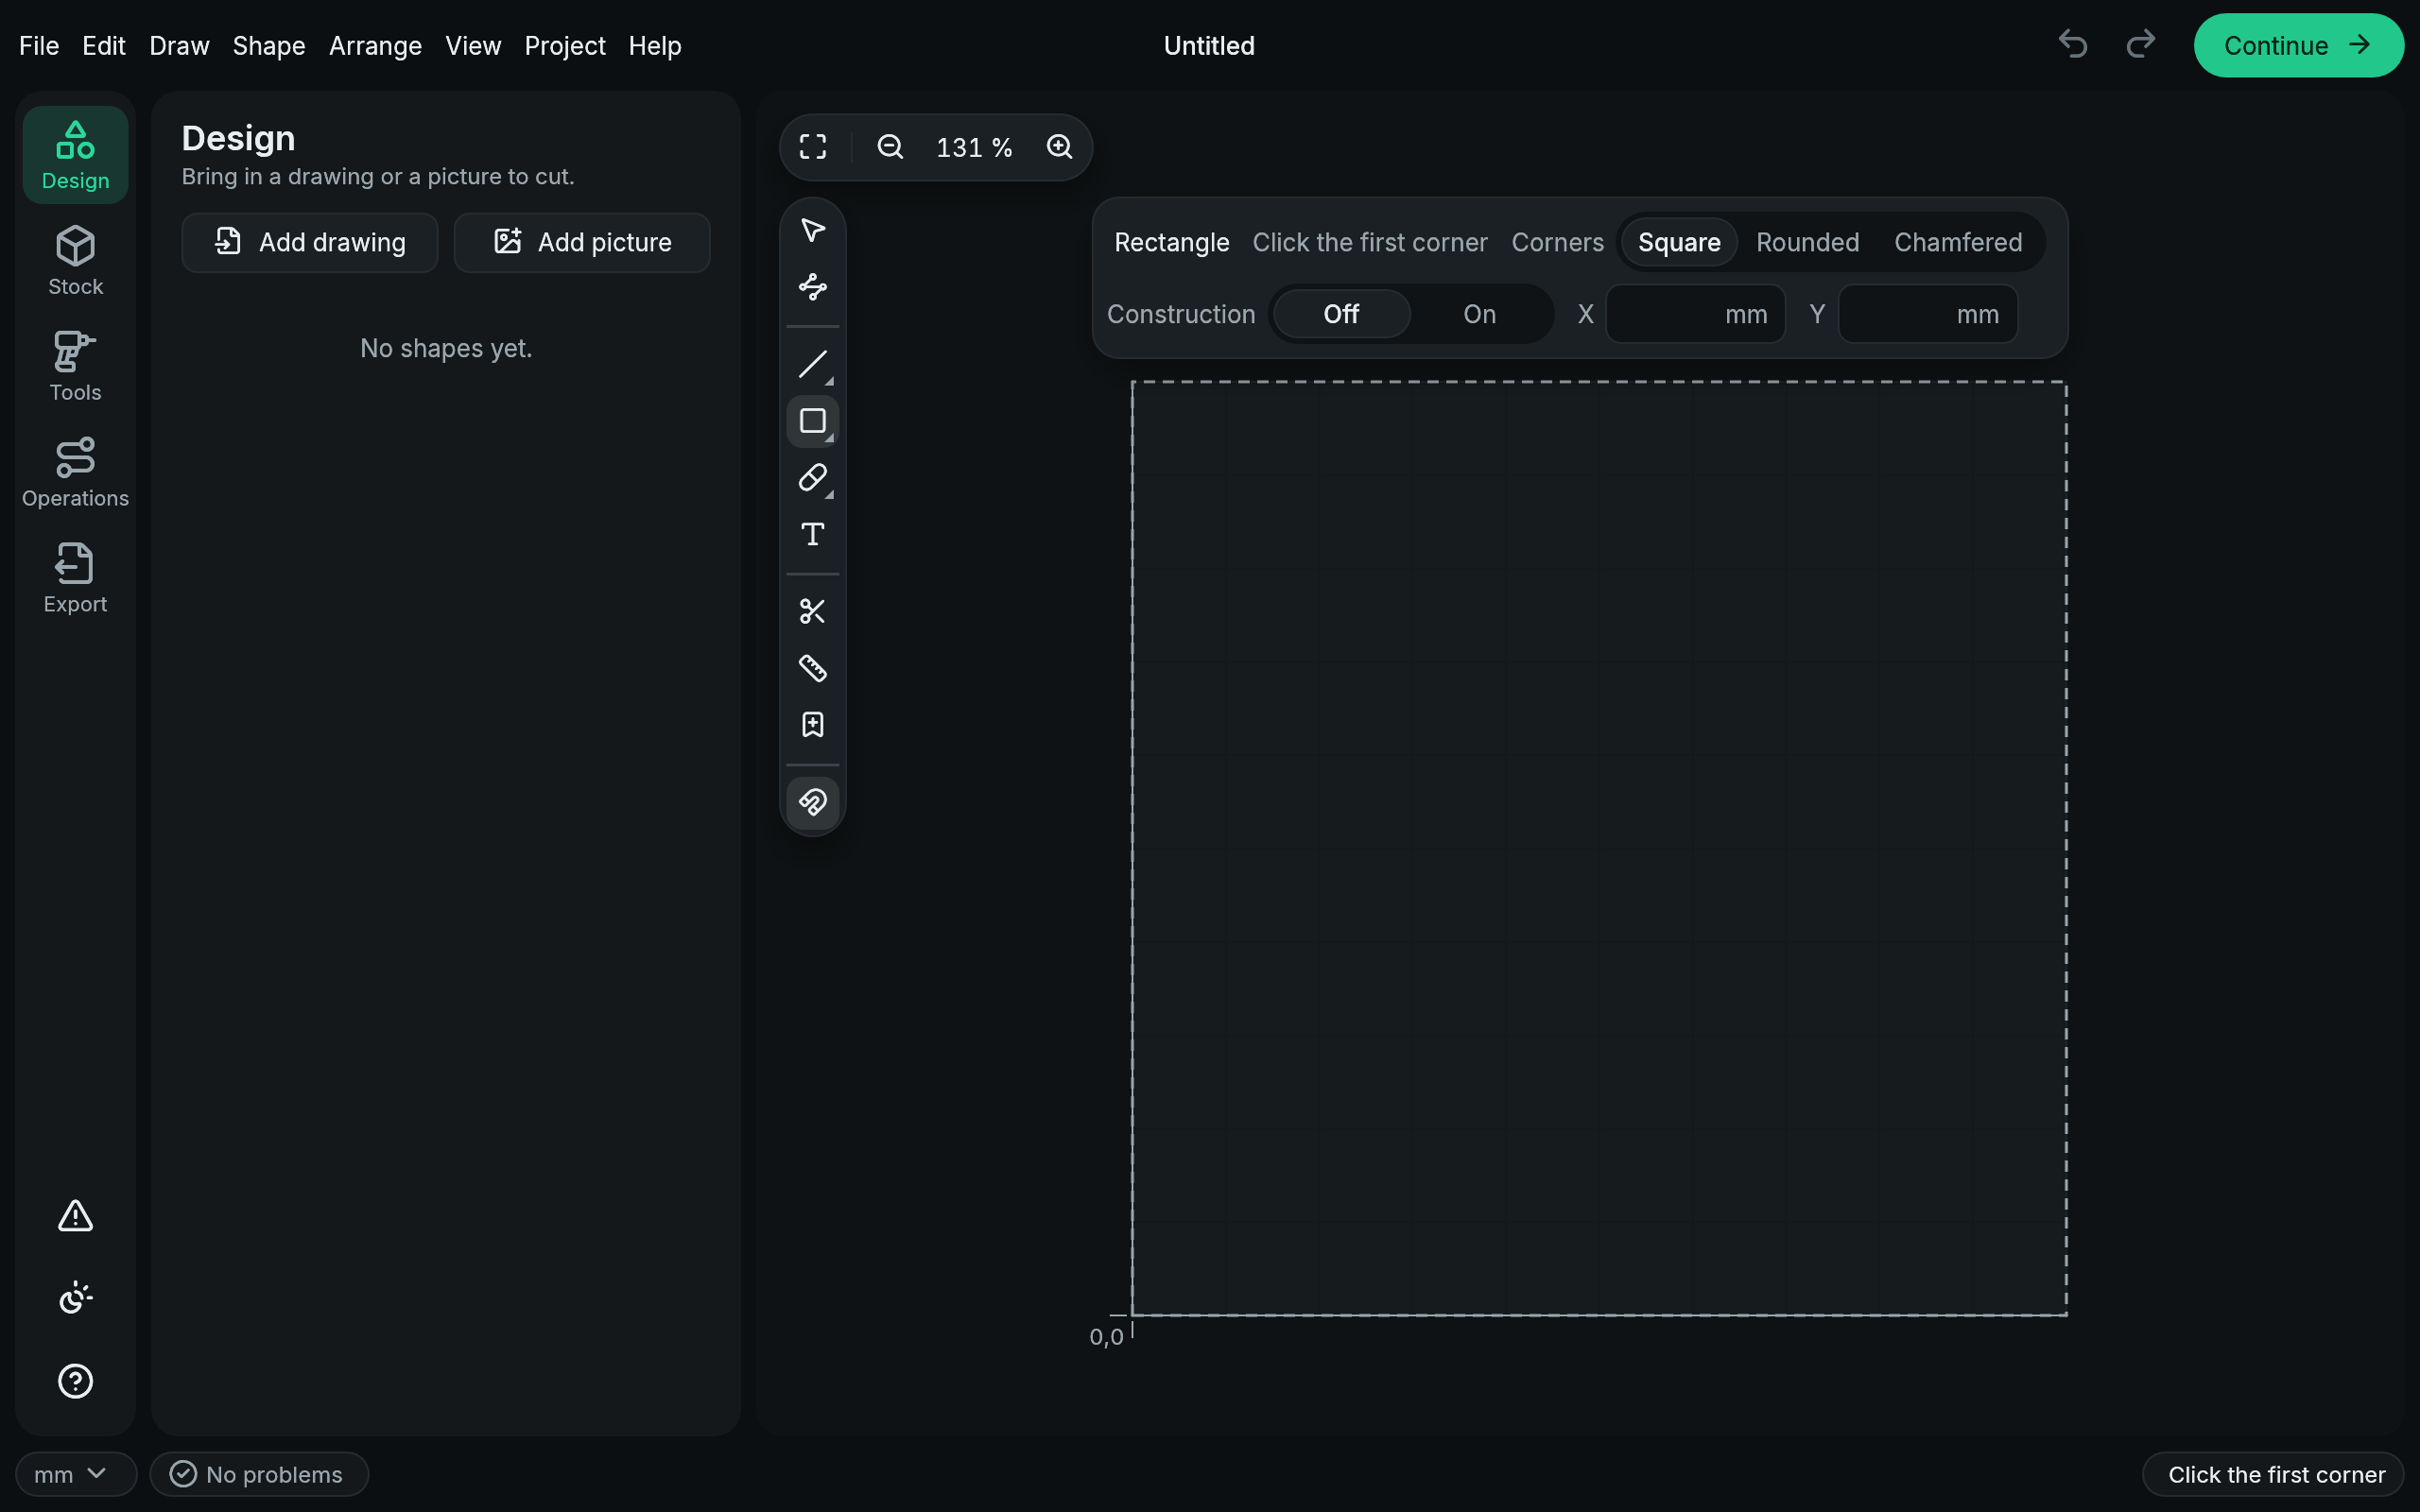 File Edit Draw Shape Arrange View Project Help
Untitled
Continue
Design
Stock
Tools
Operations
Export
Design
Bring in a drawing or a picture to cut.
Add drawing
Add picture
No shapes yet.
131 %
Rectangle Click the first corner Corners Square Rounded Chamfered
Construction Off On X mm Y mm
0,0
mm
No problems
Click the first corner